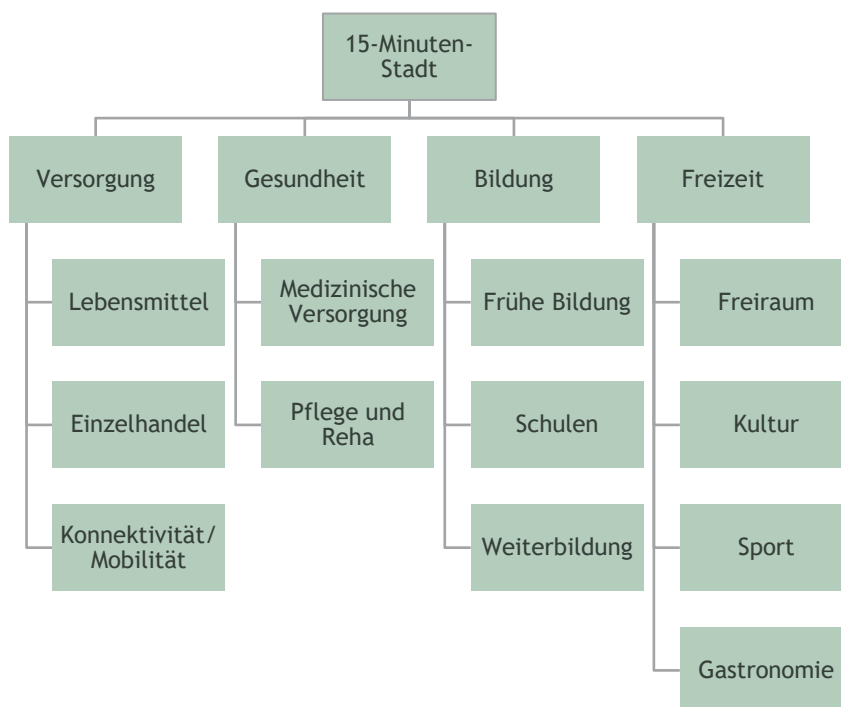 15-Minuten-
Stadt
Versorgung
Gesundheit
Bildung
Freizeit
Lebensmittel
Medizinische
Versorgung
Frühe Bildung
Freiraum
Einzelhandel
Pflege und
Reha
Schulen
Kultur
Konnektivität/
Mobilität
Weiterbildung
Sport
Gastronomie